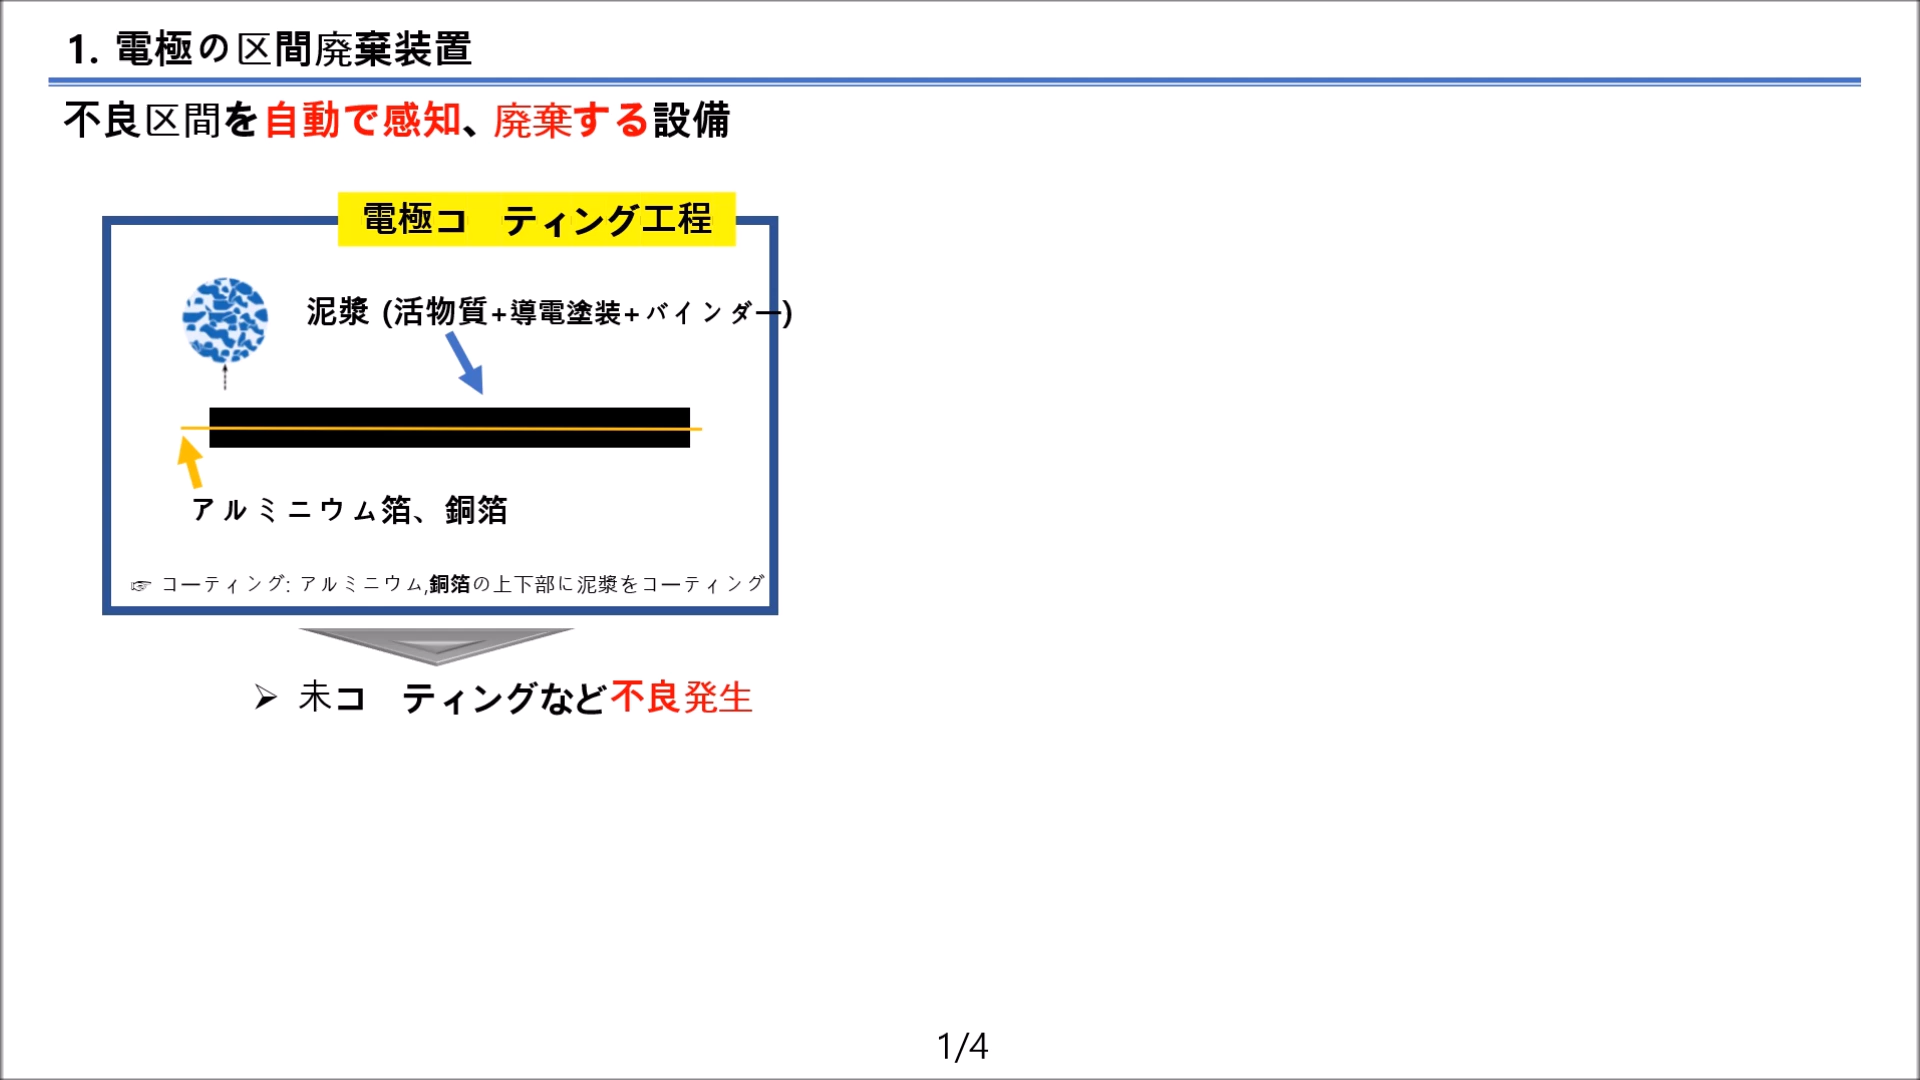 1. 電極の区間廃棄装置
不良区間を自動で感知、廃棄する設備
電極コ ティング工程
泥漿 (活物質+導電塗装+バインダー)
アルミニウム箔、銅箔
☞ コーティング: アルミニウム,銅箔の上下部に泥漿をコーティング
➢ 未コ ティングなど不良発生
1/4